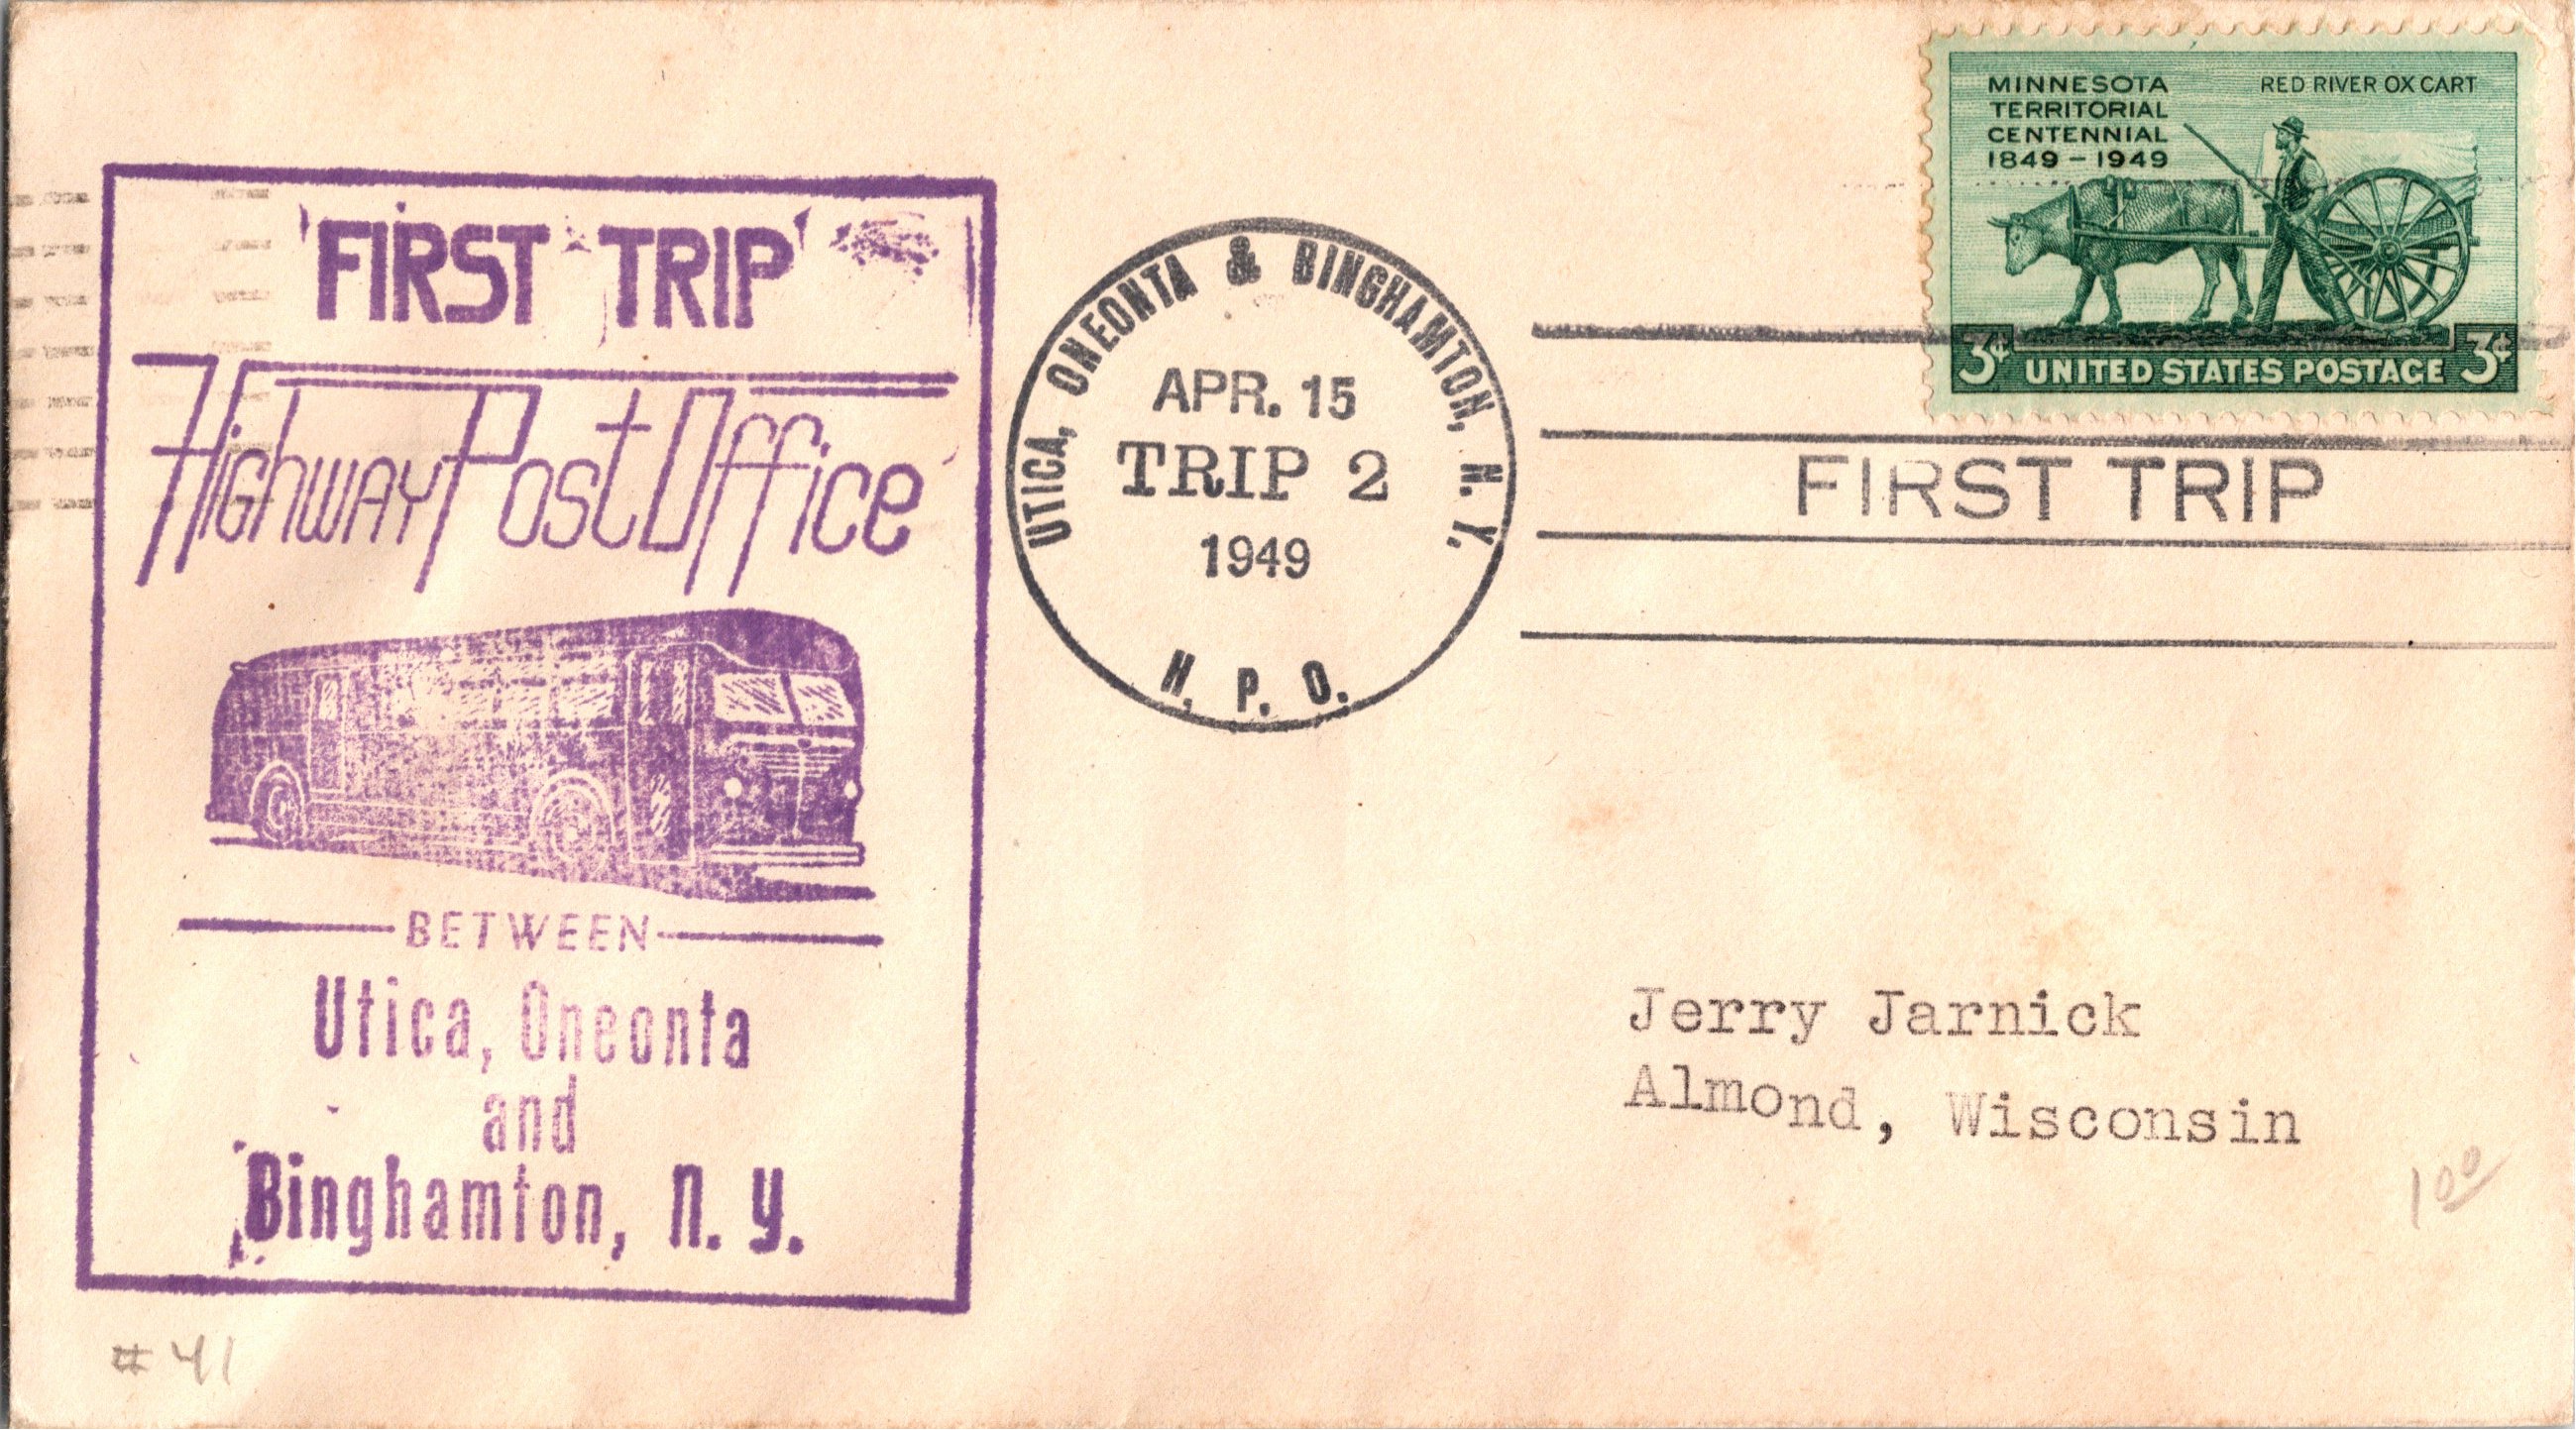 'FIRST TRIP'
Highway Post Office
BETWEEN
Utica, Oneonta
and
Binghamton, N. Y.
# 41
UTICA, ONEONTA & BINGHAMTON, N. Y.
APR. 15
TRIP 2
1949
H. P. O.
MINNESOTA
TERRITORIAL
CENTENNIAL
1849 – 1949
RED RIVER OX CART
3¢ UNITED STATES POSTAGE 3¢
FIRST TRIP
Jerry Jarnick
Almond, Wisconsin
1 00